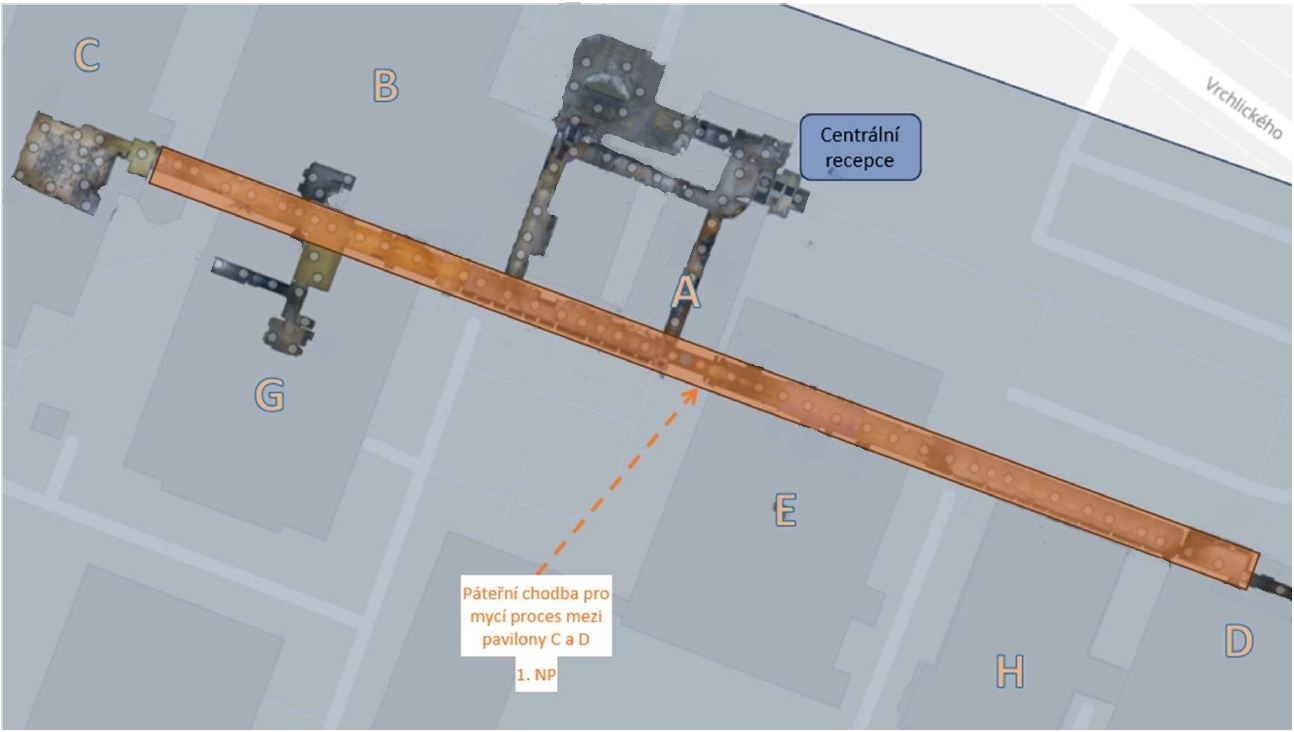 C
B
Centrální
recepce
Vrchlického
A
G
E
Páteřní chodba pro
mycí proces mezi
pavilony C a D
1. NP
H
D